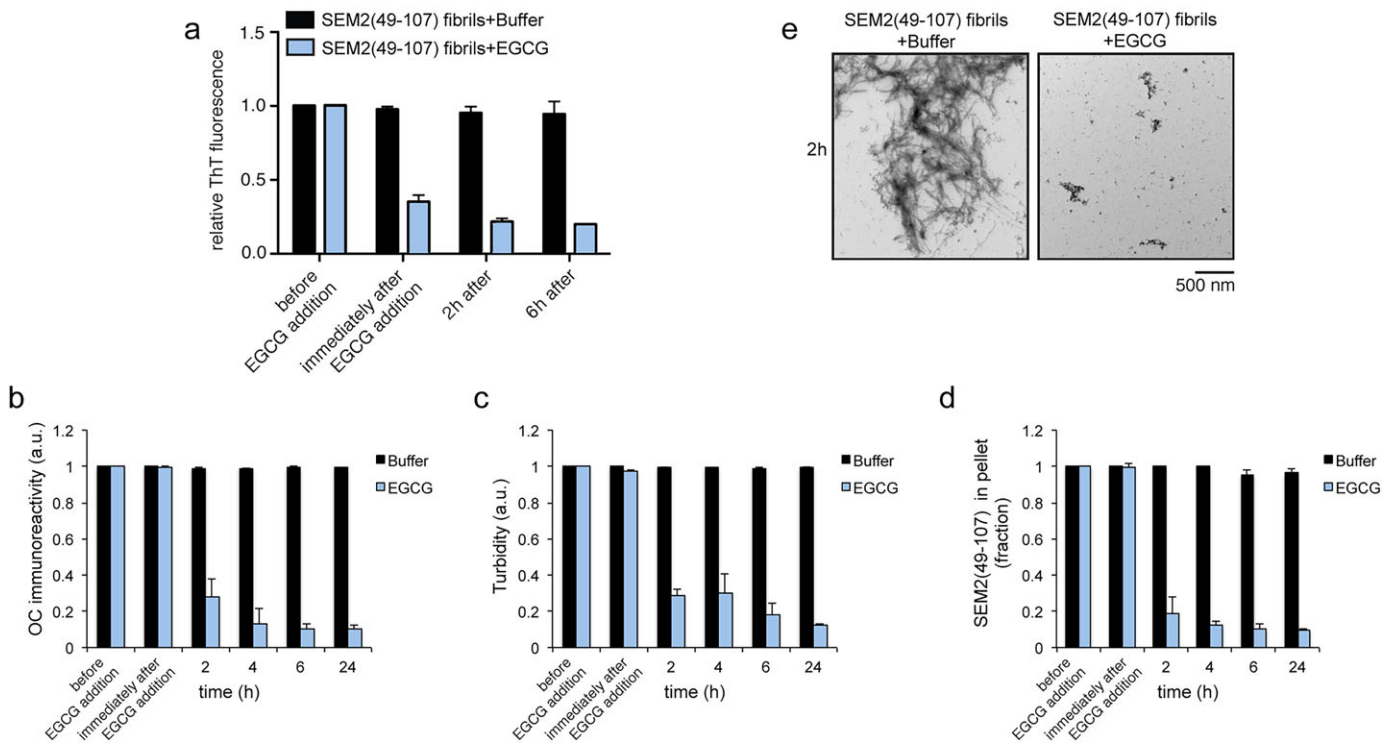 a
SEM2(49-107) fibrils+Buffer
SEM2(49-107) fibrils+EGCG
relative ThT fluorescence
1.5
1.0
0.5
0.0
before
EGCG addition
immediately after
EGCG addition
2h after
6h after
e
SEM2(49-107) fibrils
+Buffer
SEM2(49-107) fibrils
+EGCG
2h
500 nm
b
OC immunoreactivity (a.u.)
1.2
1
0.8
0.6
0.4
0.2
0
Buffer
EGCG
before
EGCG addition
immediately after
EGCG addition
2
4
6
24
time (h)
c
Turbidity (a.u.)
1.2
1
0.8
0.6
0.4
0.2
0
Buffer
EGCG
before
EGCG addition
immediately after
EGCG addition
2
4
6
24
time (h)
d
SEM2(49-107) in pellet
(fraction)
1.2
1
0.8
0.6
0.4
0.2
0
Buffer
EGCG
before
EGCG addition
immediately after
EGCG addition
2
4
6
24
time (h)